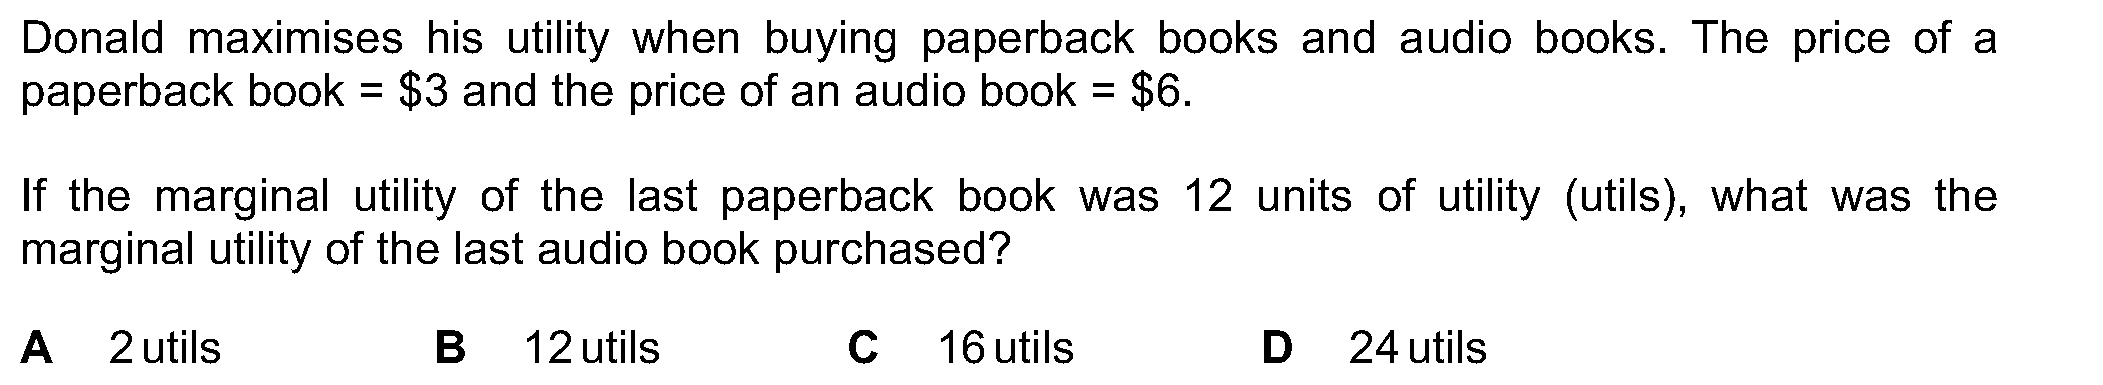 Donald maximises his utility when buying paperback books and audio books. The price of a
paperback book = $3 and the price of an audio book = $6.
If the marginal utility of the last paperback book was 12 units of utility (utils), what was the
marginal utility of the last audio book purchased?
A 2 utils B 12 utils C 16 utils D 24 utils